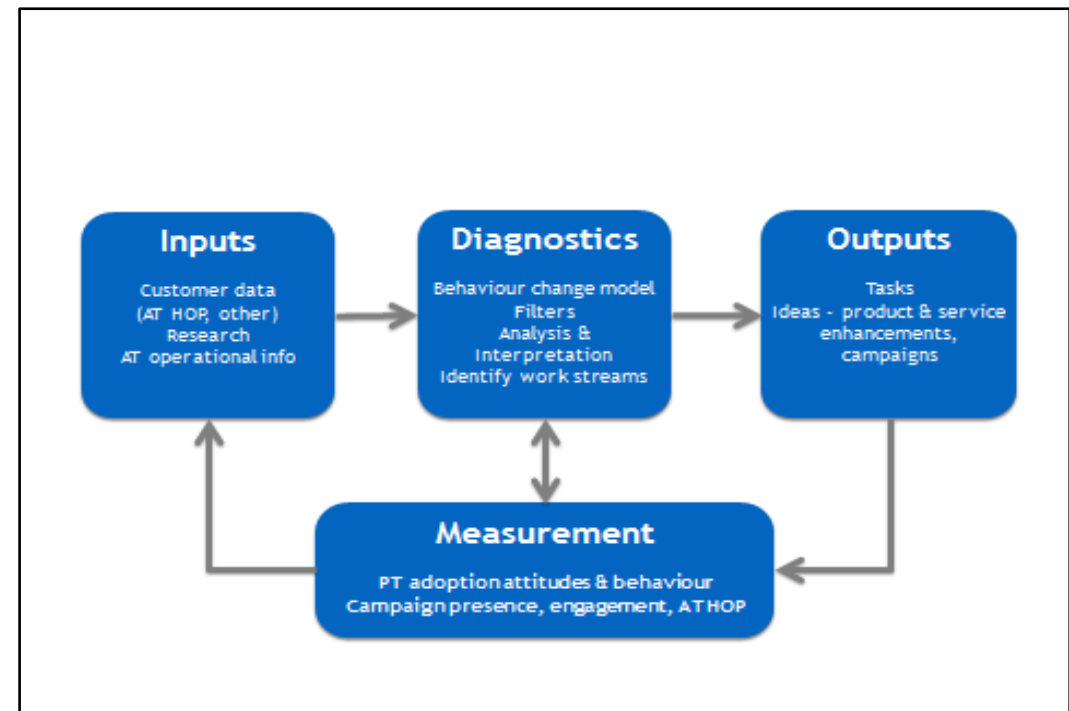 Inputs
Customer data
(AT HOP, other)
Research
AT operational info
Diagnostics
Behaviour change model
Filters
Analysis &
Interpretation
Identify work streams
Outputs
Tasks
Ideas - product & service
enhancements,
campaigns
Measurement
PT adoption attitudes & behaviour
Campaign presence, engagement, AT HOP